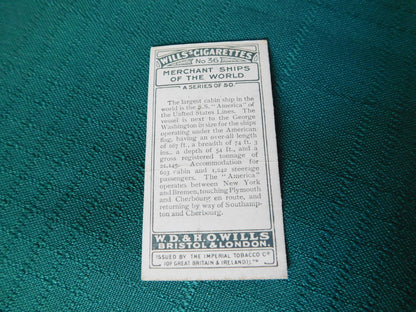 WILLS'S CIGARETTES
No 36
MERCHANT SHIPS
OF THE WORLD
"A SERIES OF 50."
The largest cabin ship in the
world is the S.S. "America" of
the United States Lines. The
vessel is next to the George
Washington in size for the ships
operating under the American
flag, having an over-all length
of 687 ft., a breadth of 74 ft. 3
ins., a depth of 54 ft., and a
gross registered tonnage of
26,145. Accommodation for
693 cabin and 1,242 steerage
passengers. The "America"
operates between New York
and Bremen, touching Plymouth
and Cherbourg en route, and
returning by way of Southamp-
ton and Cherbourg.
W.D. & H.O. WILLS
BRISTOL & LONDON.
ISSUED BY THE IMPERIAL TOBACCO CO
(OF GREAT BRITAIN & IRELAND), LTD